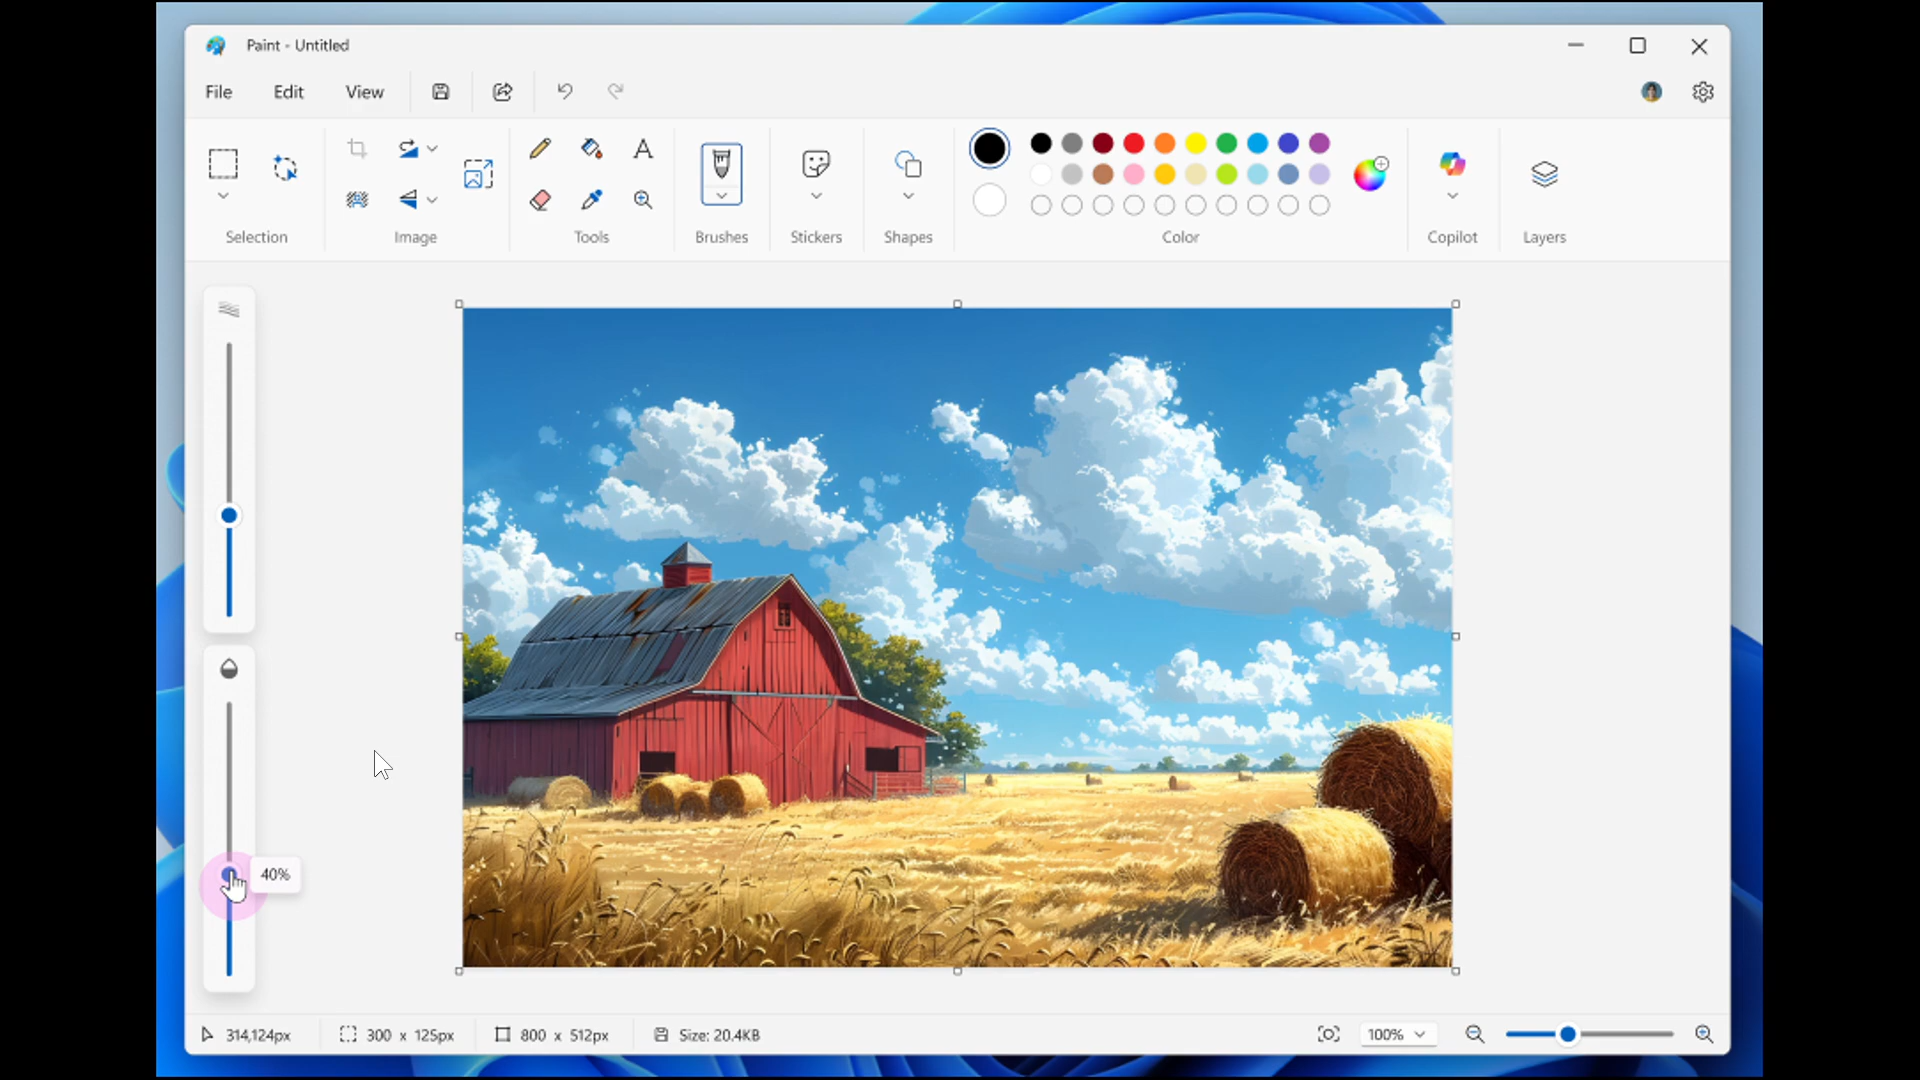 Paint - Untitled
File Edit View
Selection Image Tools Brushes Stickers Shapes Color Copilot Layers
40%
314,124px 300 x 125px 800 x 512px Size: 20.4KB 100%